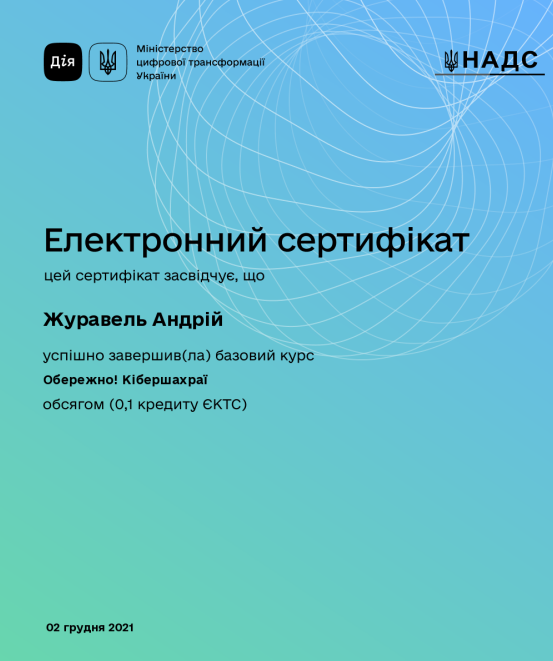 Дія
Міністерство
цифрової трансформації
України
НАДС
Електронний сертифікат
цей сертифікат засвідчує, що
Журавель Андрій
успішно завершив(ла) базовий курс
Обережно! Кібершахраї
обсягом (0,1 кредиту ЄКТС)
02 грудня 2021